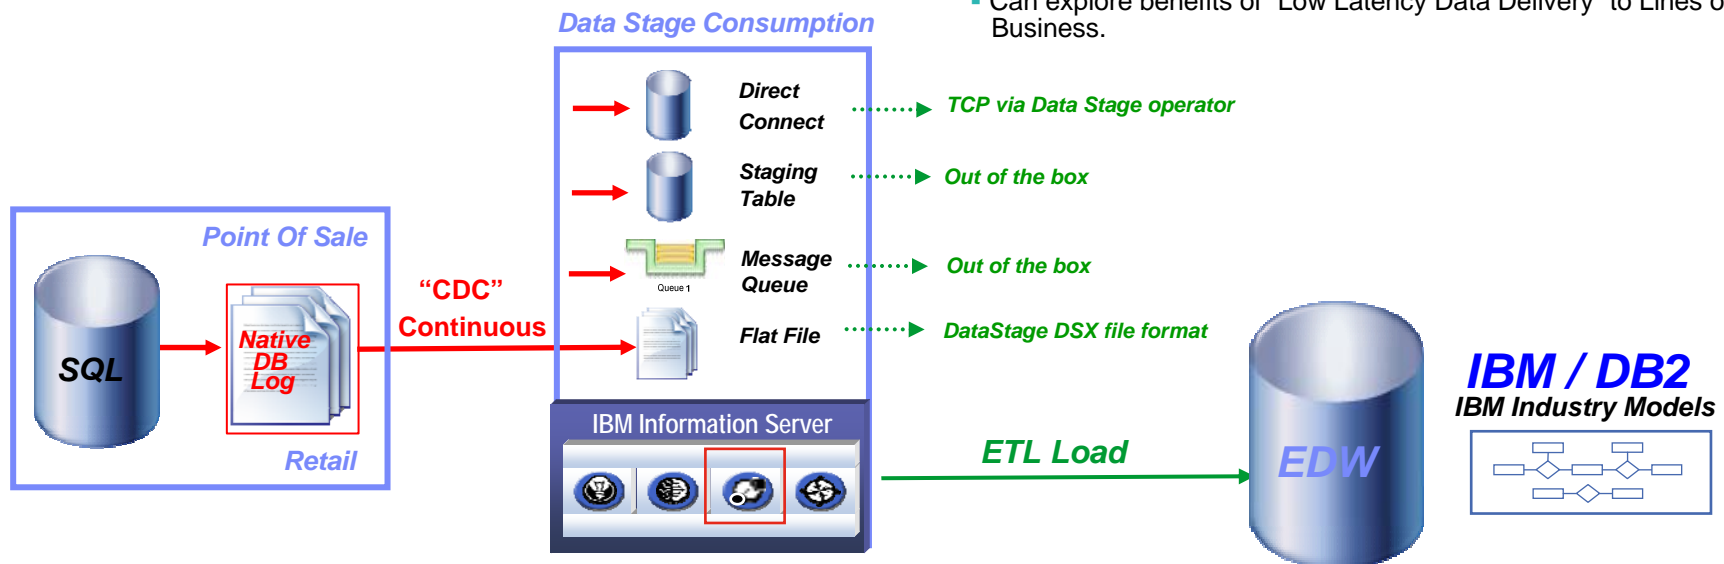 Can explore benefits of "Low Latency Data Delivery" to Lines o
Business.
Data Stage Consumption
Direct
Connect
TCP via Data Stage operator
Staging
Table
Out of the box
Message
Queue
Queue 1
Out of the box
Flat File
DataStage DSX file format
Point Of Sale
SQL
Native
DB
Log
Retail
“CDC”
Continuous
IBM Information Server
ETL Load
EDW
IBM / DB2
IBM Industry Models